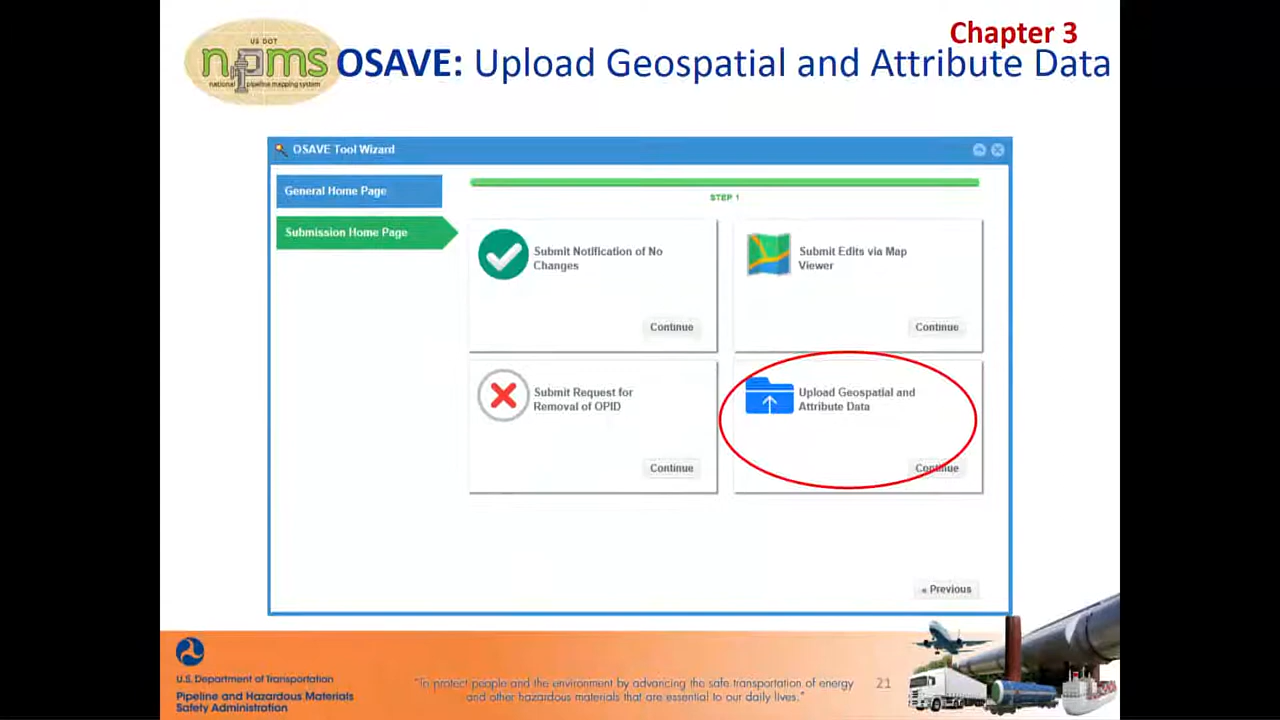 Chapter 3
US DOT
npms
national pipeline mapping system
OSAVE: Upload Geospatial and Attribute Data
OSAVE Tool Wizard
General Home Page
Submission Home Page
STEP 1
Submit Notification of No
Changes
Continue
Submit Edits via Map
Viewer
Continue
Submit Request for
Removal of OPID
Continue
Upload Geospatial and
Attribute Data
Continue
« Previous
U.S. Department of Transportation
Pipeline and Hazardous Materials
Safety Administration
"To protect people and the environment by advancing the safe transportation of energy
and other hazardous materials that are essential to our daily lives."
21